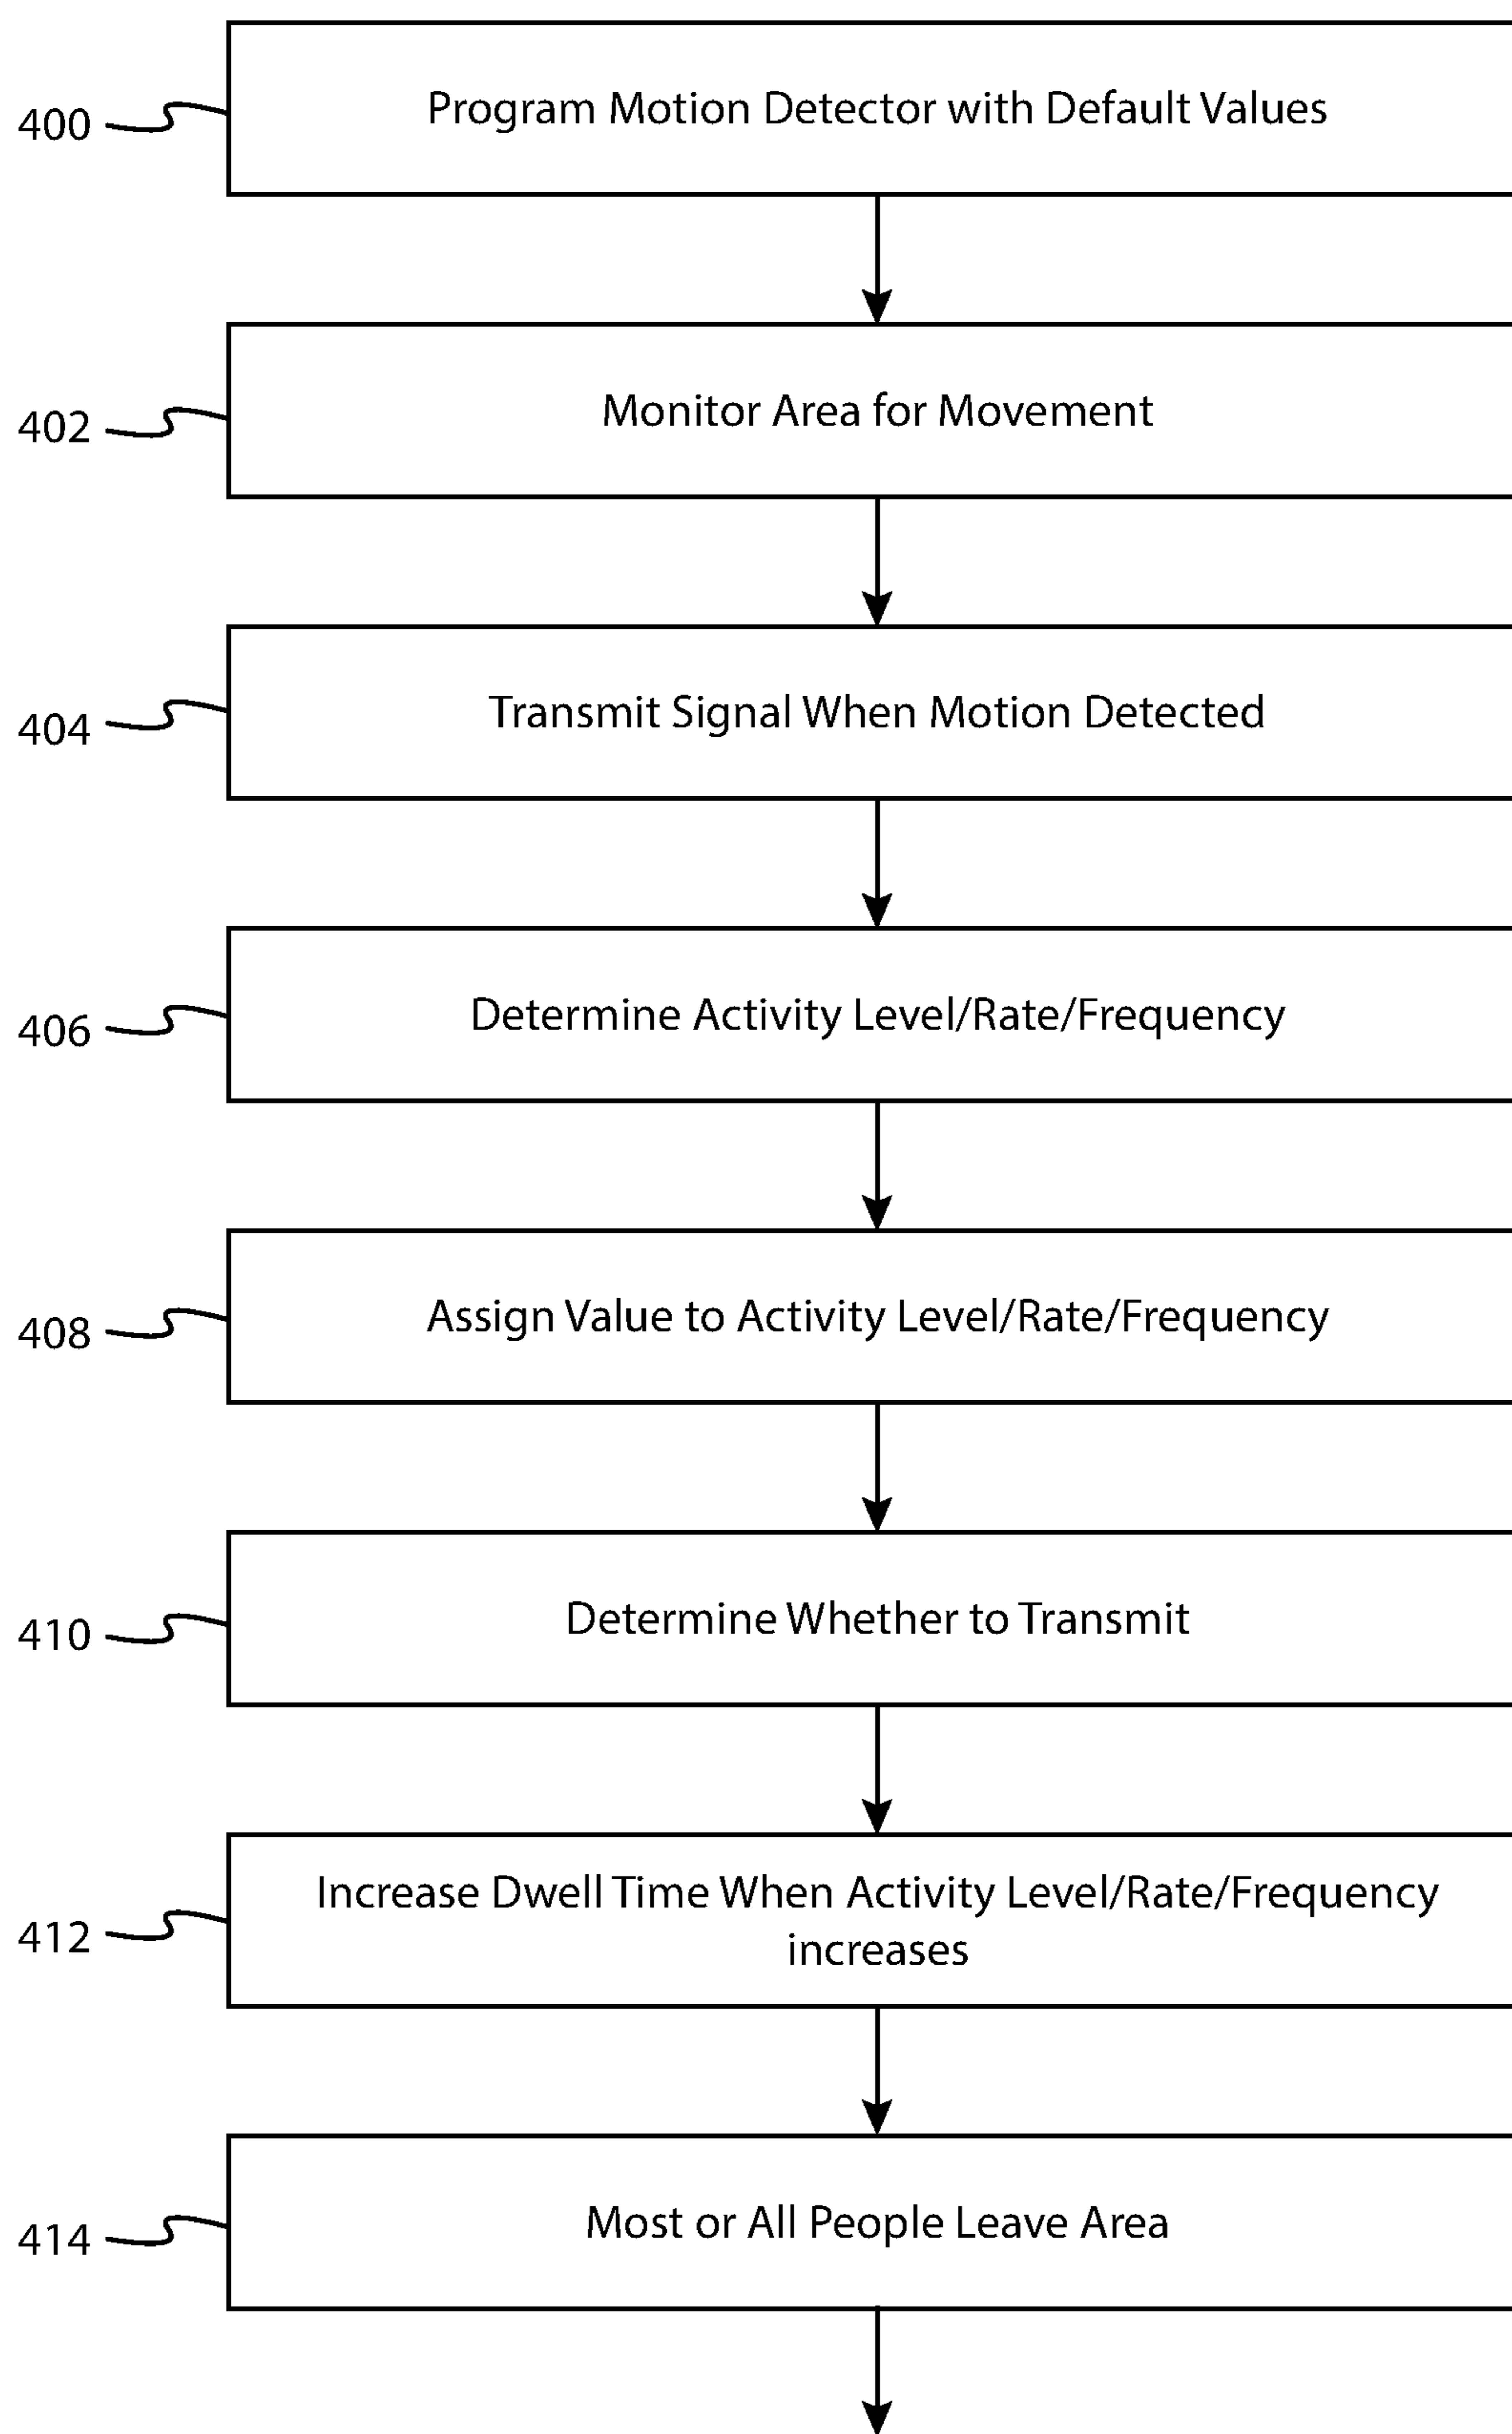 400
Program Motion Detector with Default Values
402
Monitor Area for Movement
404
Transmit Signal When Motion Detected
406
Determine Activity Level/Rate/Frequency
408
Assign Value to Activity Level/Rate/Frequency
410
Determine Whether to Transmit
412
Increase Dwell Time When Activity Level/Rate/Frequency
increases
414
Most or All People Leave Area